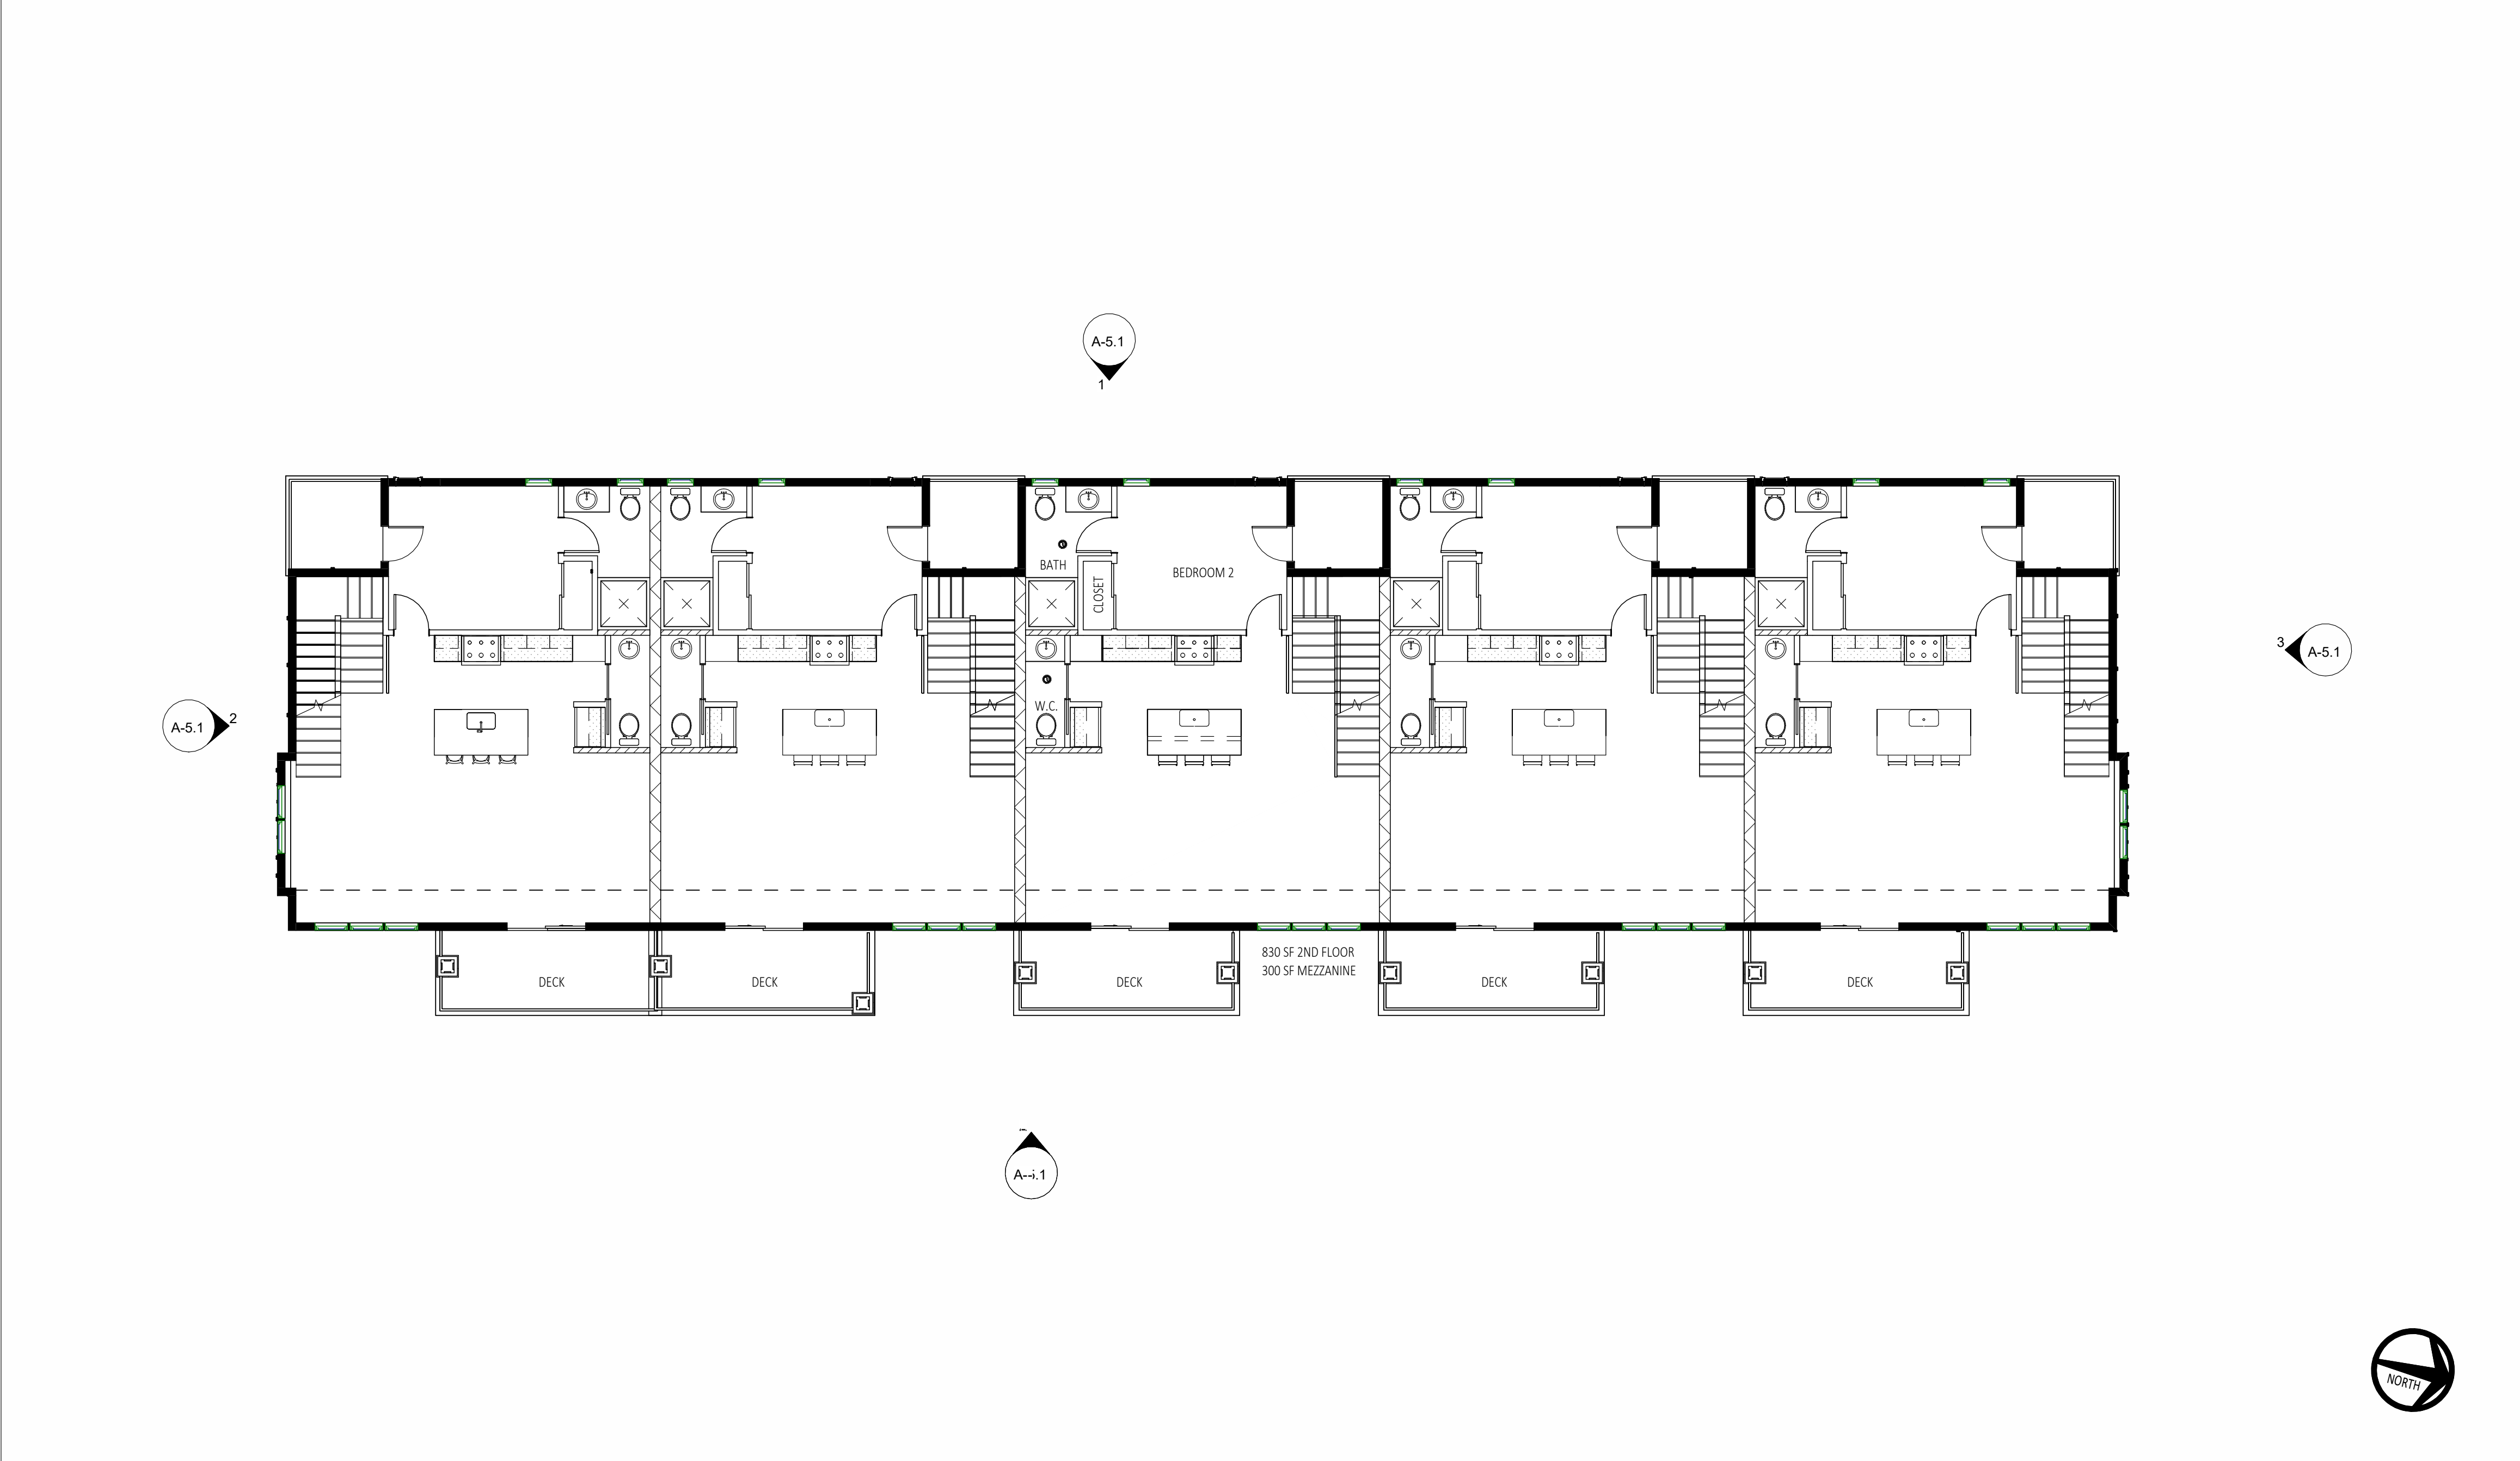 A-5.1
1
BATH
CLOSET
BEDROOM 2
3
A-5.1
A-5.1
2
W.C.
830 SF 2ND FLOOR
300 SF MEZZANINE
DECK
DECK
DECK
DECK
DECK
NORTH